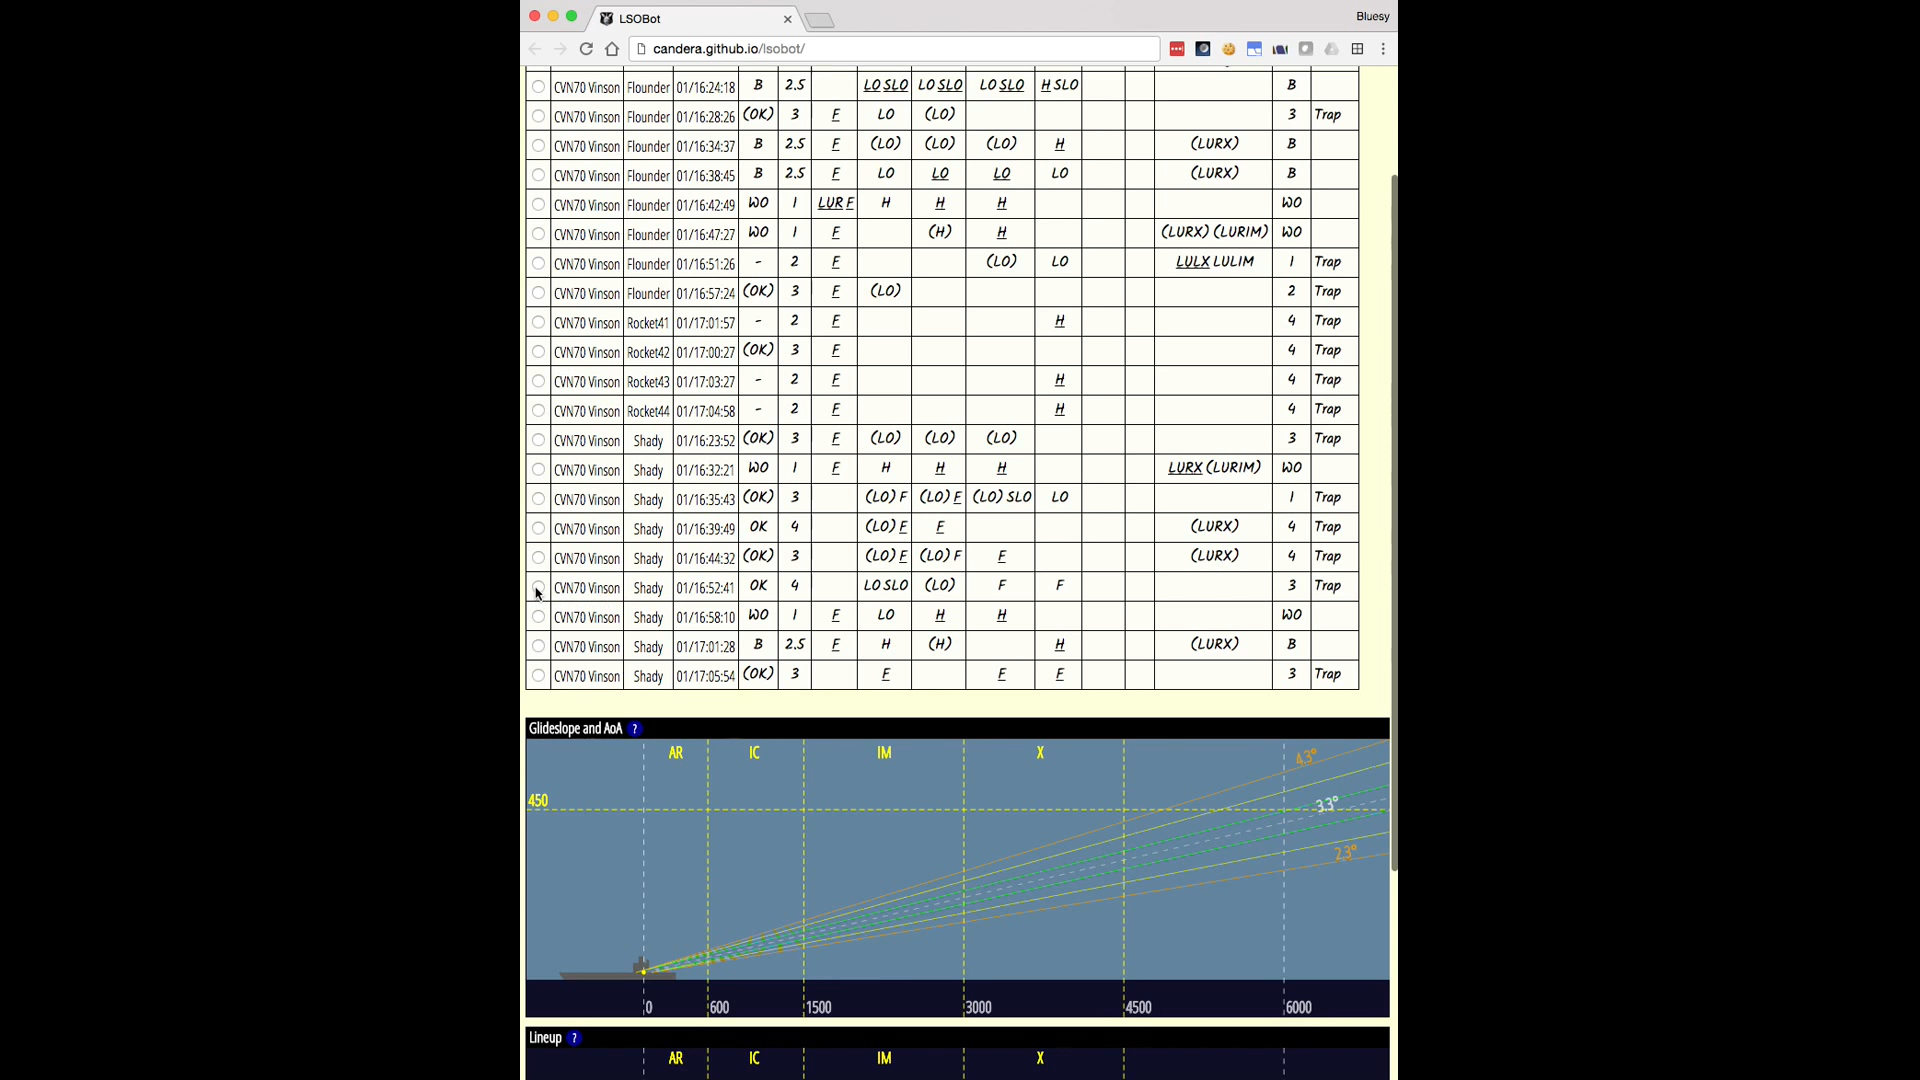 LSOBot
Bluesy
candera.github.io/lsobot/
CVN70 Vinson Flounder 01/16:24:18 B 2.5 LO SLO LO SLO LO SLO H SLO B
CVN70 Vinson Flounder 01/16:28:26 (OK) 3 F LO (LO) 3 Trap
CVN70 Vinson Flounder 01/16:34:37 B 2.5 F (LO) (LO) (LO) H (LURX) B
CVN70 Vinson Flounder 01/16:38:45 B 2.5 F LO LO LO LO (LURX) B
CVN70 Vinson Flounder 01/16:42:49 WO 1 LUR F H H H WO
CVN70 Vinson Flounder 01/16:47:27 WO 1 F (H) H (LURX) (LURIM) WO
CVN70 Vinson Flounder 01/16:51:26 - 2 F (LO) LO LULX LULIM 1 Trap
CVN70 Vinson Flounder 01/16:57:24 (OK) 3 F (LO) 2 Trap
CVN70 Vinson Rocket41 01/17:01:57 - 2 F H 4 Trap
CVN70 Vinson Rocket42 01/17:00:27 (OK) 3 F 4 Trap
CVN70 Vinson Rocket43 01/17:03:27 - 2 F H 4 Trap
CVN70 Vinson Rocket44 01/17:04:58 - 2 F H 4 Trap
CVN70 Vinson Shady 01/16:23:52 (OK) 3 F (LO) (LO) (LO) 3 Trap
CVN70 Vinson Shady 01/16:32:21 WO 1 F H H H LURX (LURIM) WO
CVN70 Vinson Shady 01/16:35:43 (OK) 3 (LO) F (LO) F (LO) SLO LO 1 Trap
CVN70 Vinson Shady 01/16:39:49 OK 4 (LO) F F (LURX) 4 Trap
CVN70 Vinson Shady 01/16:44:32 (OK) 3 (LO) F (LO) F F (LURX) 4 Trap
CVN70 Vinson Shady 01/16:52:41 OK 4 LO SLO (LO) F F 3 Trap
CVN70 Vinson Shady 01/16:58:10 WO 1 F LO H H WO
CVN70 Vinson Shady 01/17:01:28 B 2.5 F H (H) H (LURX) B
CVN70 Vinson Shady 01/17:05:54 (OK) 3 F F F 3 Trap
Glideslope and AoA ?
AR IC IM X
4.3°
450
3.3°
2.3°
0 600 1500 3000 4500 6000
Lineup ?
AR IC IM X